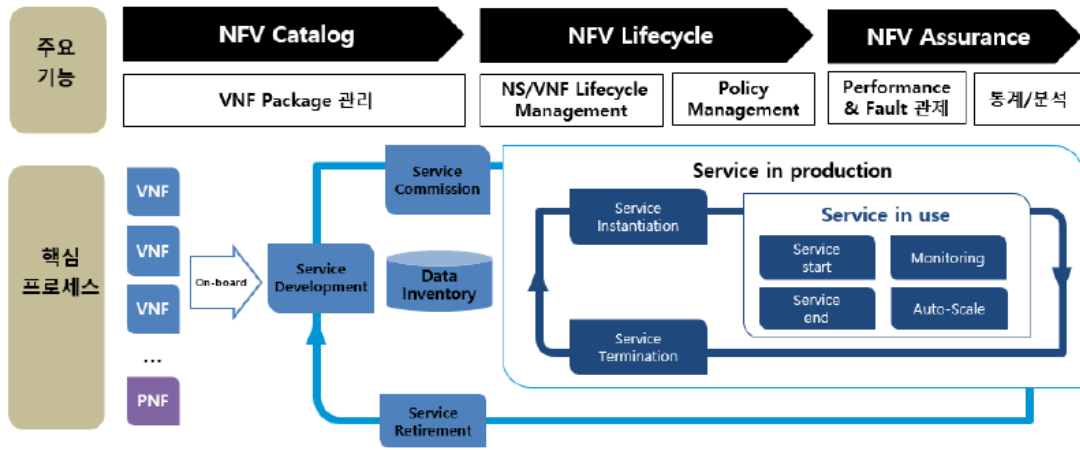 주요
기능
NFV Catalog
NFV Lifecycle
NFV Assurance
VNF Package 관리
NS/VNF Lifecycle
Management
Policy
Management
Performance
& Fault 관제
통계/분석
핵심
프로세스
VNF
VNF
VNF
...
PNF
On-board
Service
Development
Service
Commission
Data
Inventory
Service
Retirement
Service in production
Service
Instantiation
Service
Termination
Service in use
Service
start
Monitoring
Service
end
Auto-Scale